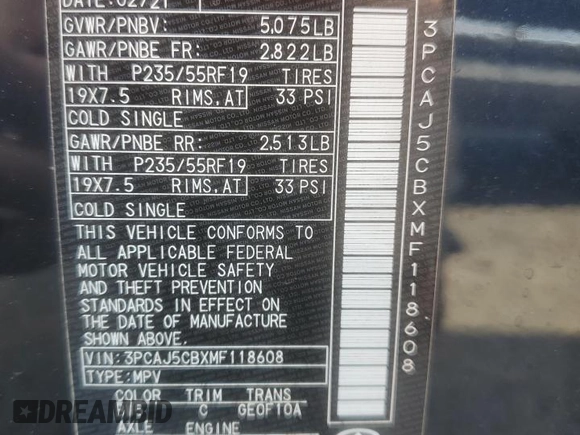 DATE: 02/21
GVWR/PNBV: 5.075LB
GAWR/PNBE FR: 2.822LB
WITH P235/55RF19 TIRES
19X7.5 RIMS.AT 33 PSI
COLD SINGLE
GAWR/PNBE RR: 2.513LB
WITH P235/55RF19 TIRES
19X7.5 RIMS.AT 33 PSI
COLD SINGLE
THIS VEHICLE CONFORMS TO
ALL APPLICABLE FEDERAL
MOTOR VEHICLE SAFETY
AND THEFT PREVENTION
STANDARDS IN EFFECT ON
THE DATE OF MANUFACTURE
SHOWN ABOVE.
VIN:3PCAJ5CBXMF118608
TYPE:MPV
COLOR TRIM TRANS
C GE0F10A
AXLE ENGINE
3PCAJ5CBXMF118608
DREAMBID